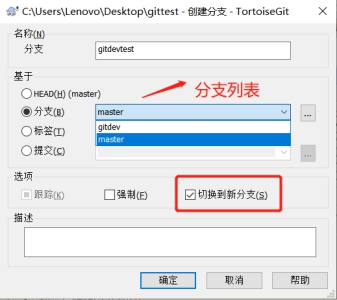 C:\Users\Lenovo\Desktop\gittest - 创建分支 - TortoiseGit
名称(N)
分支
gitdevtest
基于
HEAD(H) (master)
分支列表
分支(B)
master
...
gitdev
标签(T)
master
提交(C)
...
选项
跟踪(K)
强制(F)
切换到新分支(S)
描述
确定
取消
帮助